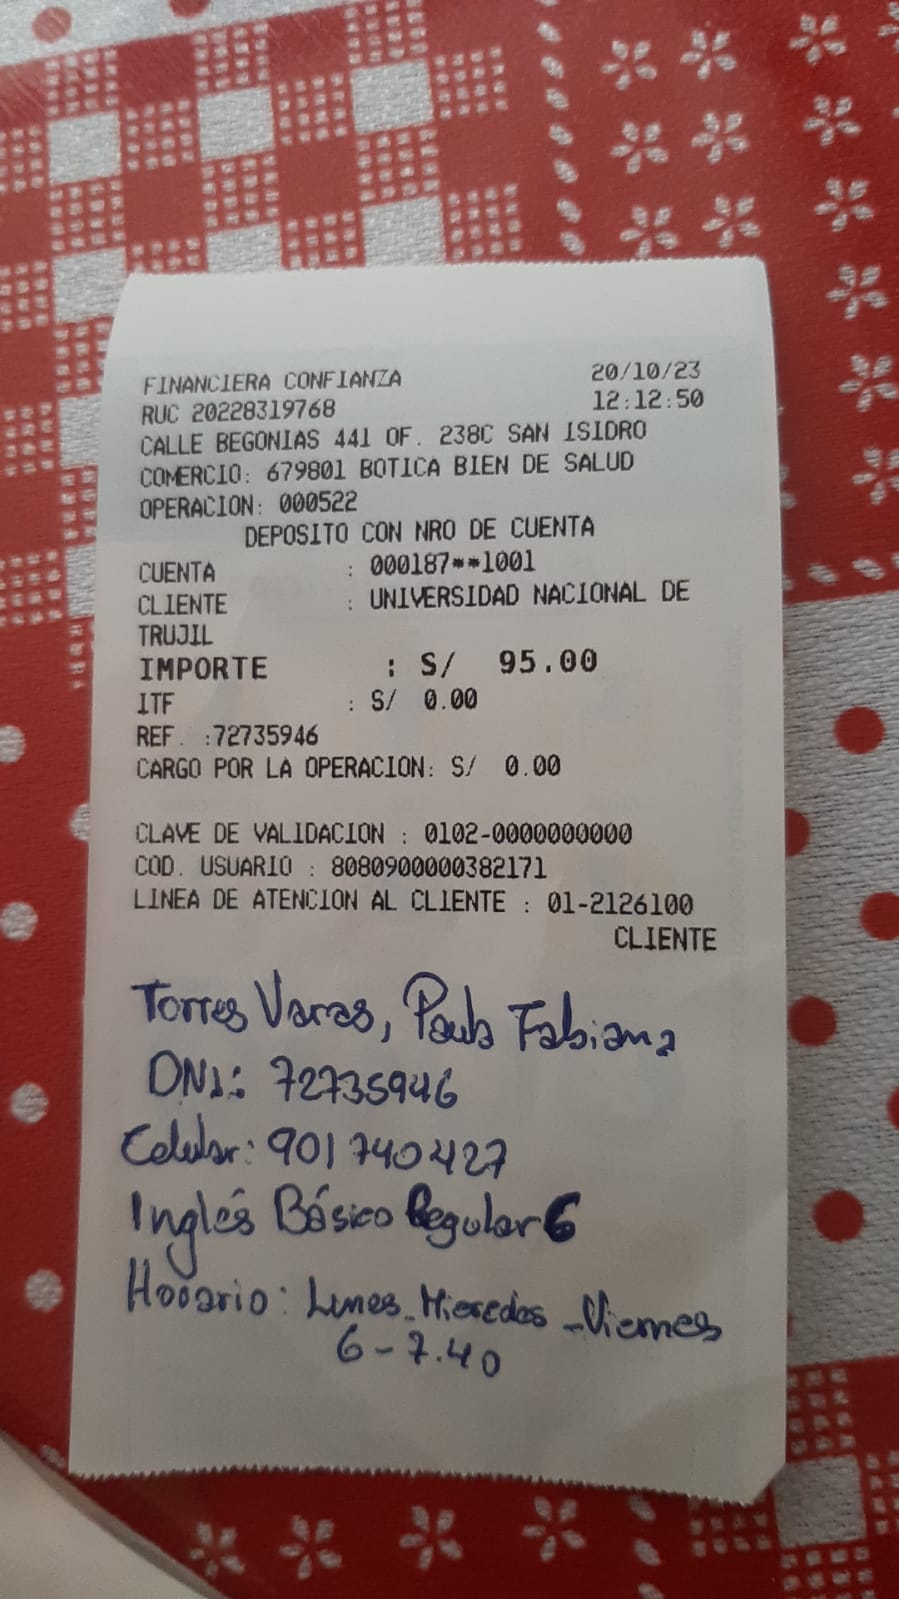 FINANCIERA CONFIANZA 20/10/23
RUC 20228319768 12:12:50
CALLE BEGONIAS 441 OF. 238C SAN ISIDRO
COMERCIO: 679801 BOTICA BIEN DE SALUD
OPERACION: 000522
DEPOSITO CON NRO DE CUENTA
CUENTA : 000187**1001
CLIENTE : UNIVERSIDAD NACIONAL DE
TRUJIL
IMPORTE : S/ 95.00
ITF : S/ 0.00
REF. :72735946
CARGO POR LA OPERACION: S/ 0.00
CLAVE DE VALIDACION : 0102-0000000000
COD. USUARIO : 8080900000382171
LINEA DE ATENCION AL CLIENTE : 01-2126100
CLIENTE
Torres Varas, Paula Fabiana
DNI: 72735946
Celular: 901740427
Inglés Básico Regular 6
Horario: Lunes-Mieredes-Viernes
6-7.40